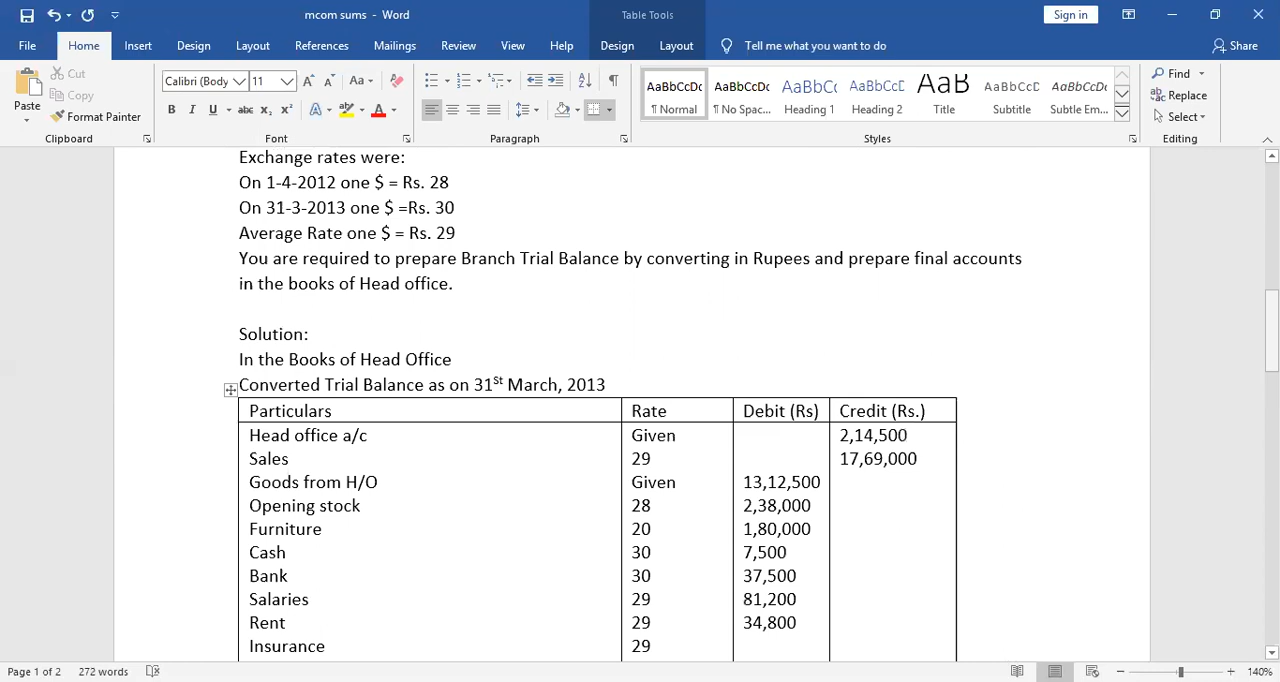 mcom sums - Word
Table Tools
Sign in
File
Home
Insert
Design
Layout
References
Mailings
Review
View
Help
Design
Layout
Tell me what you want to do
Share
Paste
Cut
Copy
Format Painter
Clipboard
Calibri (Body
11
Font
Paragraph
AaBbCcDc
¶ Normal
AaBbCcDc
¶ No Spac...
AaBbCc
Heading 1
AaBbCcC
Heading 2
AaB
Title
AaBbCcD
Subtitle
AaBbCcDc
Subtle Em...
Styles
Find
Replace
Select
Editing
Exchange rates were:
On 1-4-2012 one $ = Rs. 28
On 31-3-2013 one $ =Rs. 30
Average Rate one $ = Rs. 29
You are required to prepare Branch Trial Balance by converting in Rupees and prepare final accounts
in the books of Head office.
Solution:
In the Books of Head Office
Converted Trial Balance as on 31St March, 2013
Particulars Rate Debit (Rs) Credit (Rs.)
Head office a/c Given 2,14,500
Sales 29 17,69,000
Goods from H/O Given 13,12,500
Opening stock 28 2,38,000
Furniture 20 1,80,000
Cash 30 7,500
Bank 30 37,500
Salaries 29 81,200
Rent 29 34,800
Insurance 29
Page 1 of 2
272 words
140%